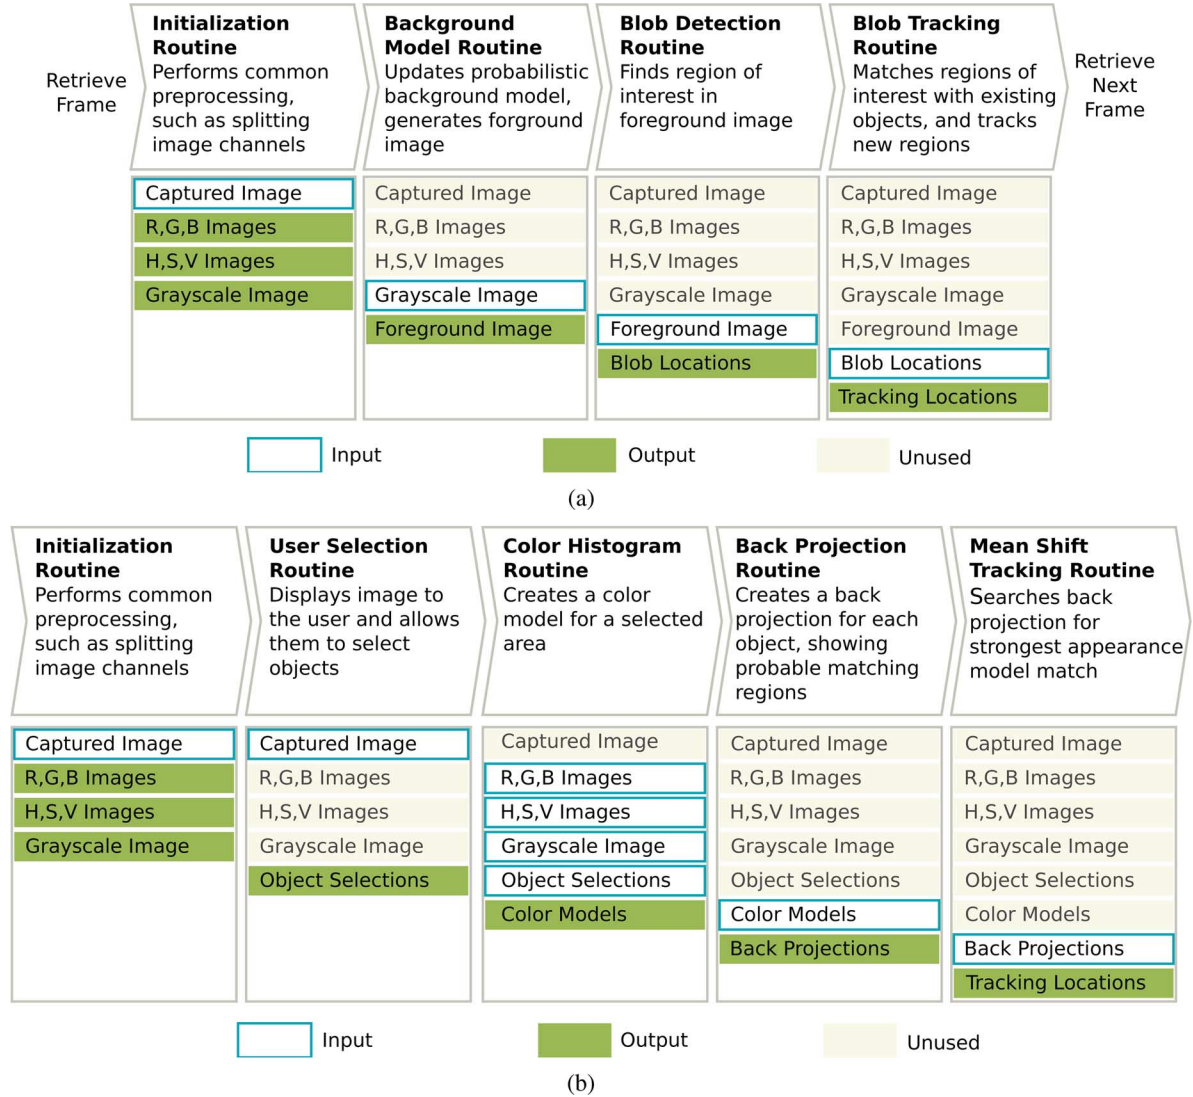 Retrieve
Frame
Initialization
Routine
Performs common
preprocessing,
such as splitting
image channels
Background
Model Routine
Updates probabilistic
background model,
generates forground
image
Blob Detection
Routine
Finds region of
interest in
foreground image
Blob Tracking
Routine
Matches regions of
interest with existing
objects, and tracks
new regions
Retrieve
Next
Frame
Captured Image
R,G,B Images
H,S,V Images
Grayscale Image
Captured Image
R,G,B Images
H,S,V Images
Grayscale Image
Foreground Image
Captured Image
R,G,B Images
H,S,V Images
Grayscale Image
Foreground Image
Blob Locations
Captured Image
R,G,B Images
H,S,V Images
Grayscale Image
Foreground Image
Blob Locations
Tracking Locations
Input
Output
Unused
(a)
Initialization
Routine
Performs common
preprocessing,
such as splitting
image channels
User Selection
Routine
Displays image to
the user and allows
them to select
objects
Color Histogram
Routine
Creates a color
model for a selected
area
Back Projection
Routine
Creates a back
projection for each
object, showing
probable matching
regions
Mean Shift
Tracking Routine
Searches back
projection for
strongest appearance
model match
Captured Image
R,G,B Images
H,S,V Images
Grayscale Image
Captured Image
R,G,B Images
H,S,V Images
Grayscale Image
Object Selections
Captured Image
R,G,B Images
H,S,V Images
Grayscale Image
Object Selections
Color Models
Captured Image
R,G,B Images
H,S,V Images
Grayscale Image
Object Selections
Color Models
Back Projections
Captured Image
R,G,B Images
H,S,V Images
Grayscale Image
Object Selections
Color Models
Back Projections
Tracking Locations
Input
Output
Unused
(b)